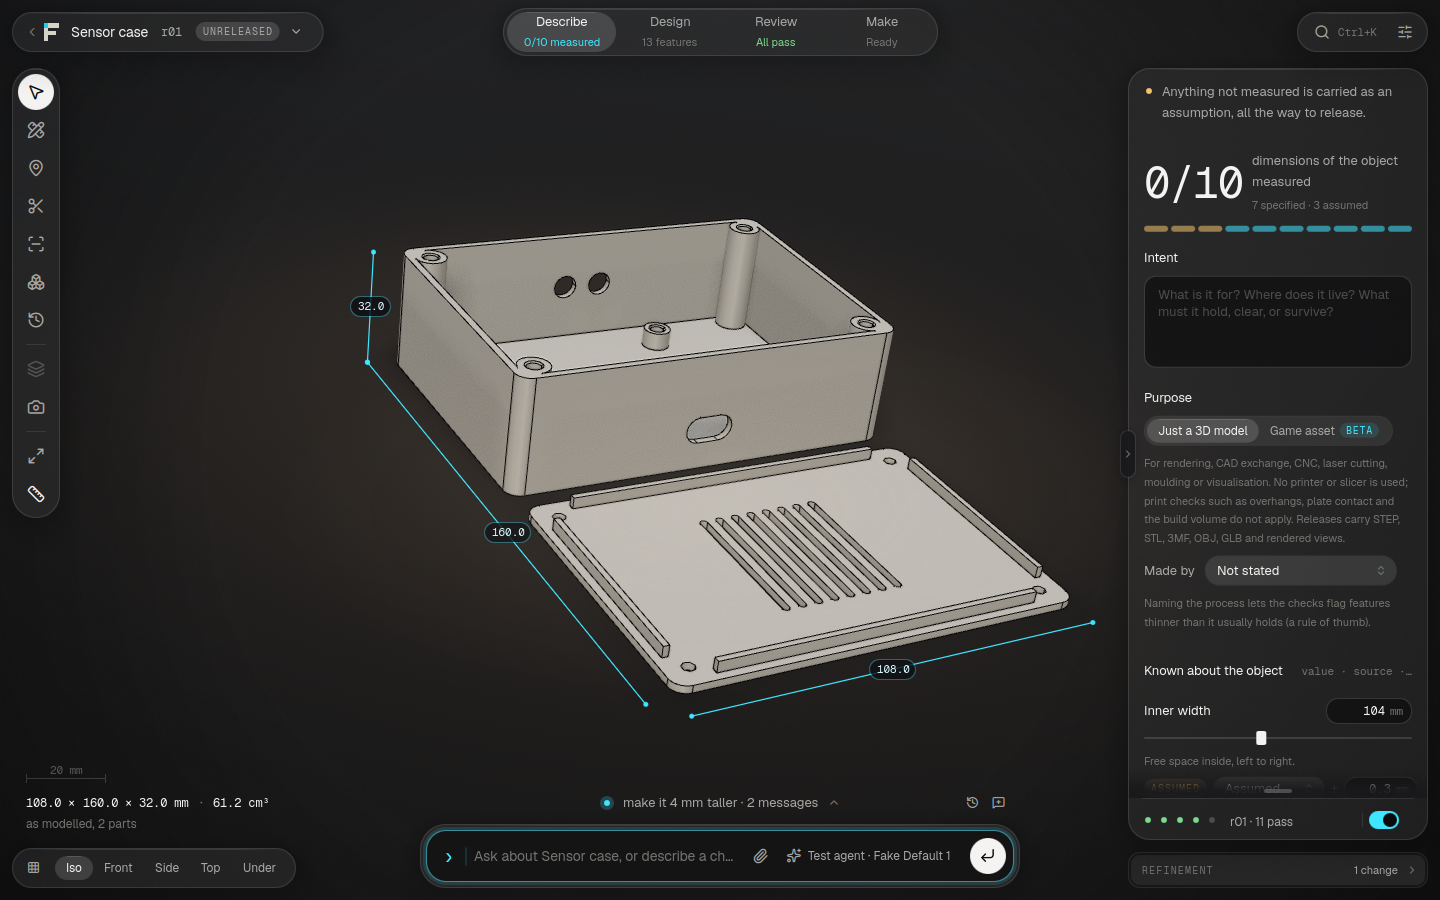 Sensor case r01 UNRELEASED
Describe
0/10 measured
Design
13 features
Review
All pass
Make
Ready
Ctrl+K
Anything not measured is carried as an
assumption, all the way to release.
0/10
dimensions of the object
measured
7 specified · 3 assumed
Intent
What is it for? Where does it live? What
must it hold, clear, or survive?
Purpose
Just a 3D model
Game asset BETA
For rendering, CAD exchange, CNC, laser cutting,
moulding or visualisation. No printer or slicer is used;
print checks such as overhangs, plate contact and
the build volume do not apply. Releases carry STEP,
STL, 3MF, OBJ, GLB and rendered views.
Made by Not stated
Naming the process lets the checks flag features
thinner than it usually holds (a rule of thumb).
Known about the object value · source ·…
Inner width 104 mm
Free space inside, left to right.
ASSUMED Assumed 0.3 mm
r01 · 11 pass
REFINEMENT 1 change
32.0
160.0
108.0
20 mm
108.0 × 160.0 × 32.0 mm · 61.2 cm³
as modelled, 2 parts
Iso Front Side Top Under
make it 4 mm taller · 2 messages
Ask about Sensor case, or describe a ch…
Test agent · Fake Default 1